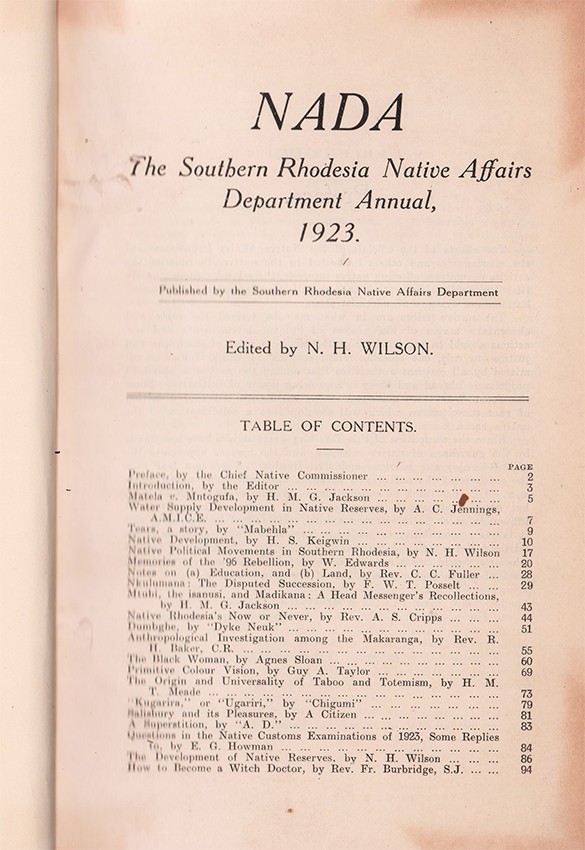 NADA
The Southern Rhodesia Native Affairs
Department Annual,
1923.
Published by the Southern Rhodesia Native Affairs Department
Edited by N. H. WILSON.
TABLE OF CONTENTS.
PAGE
Preface, by the Chief Native Commissioner ... ... ... ... ... ... 2
Introduction, by the Editor ... ... ... ... ... ... ... ... ... ... 3
Matela v. Mntogufa, by H. M. G. Jackson ... ... ... ... ... ... 5
Water Supply Development in Native Reserves, by A. C. Jennings,
A.M.I.C.E. ... ... ... ... ... ... ... ... ... ... ... ... ... 7
Tears, a story, by "Mabehla" ... ... ... ... ... ... ... ... ... ... 9
Native Development, by H. S. Keigwin ... ... ... ... ... ... ... 10
Native Political Movements in Southern Rhodesia, by N. H. Wilson 17
Memories of the '96 Rebellion, by W. Edwards ... ... ... ... ... 20
Notes on (a) Education, and (b) Land, by Rev. C. C. Fuller ... ... 28
Nkulumana: The Disputed Succession, by F. W. T. Posselt ... ... 29
the isanusi, and Madikana: A Head Messenger's Recollections,
by H. M. G. Jackson ... ... ... ... ... ... ... ... ... ... 43
Native Rhodesia's Now or Never, by Rev. A. S. Cripps ... ... ... 44
by "Dyke Neuk" ... ... ... ... ... ... ... ... ... 51
Anthropological Investigation among the Makaranga, by Rev. R.
H. Baker, C.R. ... ... ... ... ... ... ... ... ... ... ... ... 55
The Black Woman, by Agnes Sloan ... ... ... ... ... ... ... ... 60
Primitive Colour Vision, by Guy A. Taylor ... ... ... ... ... ... 69
The Origin and Universality of Taboo and Totemism, by H. M.
T. Meade ... ... ... ... ... ... ... ... ... ... ... ... ... 73
"Kugarira," or "Ugariri," by "Chigumi" ... ... ... ... ... ... ... 79
Salisbury and its Pleasures, by A Citizen ... ... ... ... ... ... ... 81
A Superstition, by "A. D." ... ... ... ... ... ... ... ... ... ... 83
Questions in the Native Customs Examinations of 1923, Some Replies
To, by E. G. Howman ... ... ... ... ... ... ... ... ... ... 84
The Development of Native Reserves, by N. H. Wilson ... ... ... 86
How to Become a Witch Doctor, by Rev. Fr. Burbridge, S.J. ... ... 94